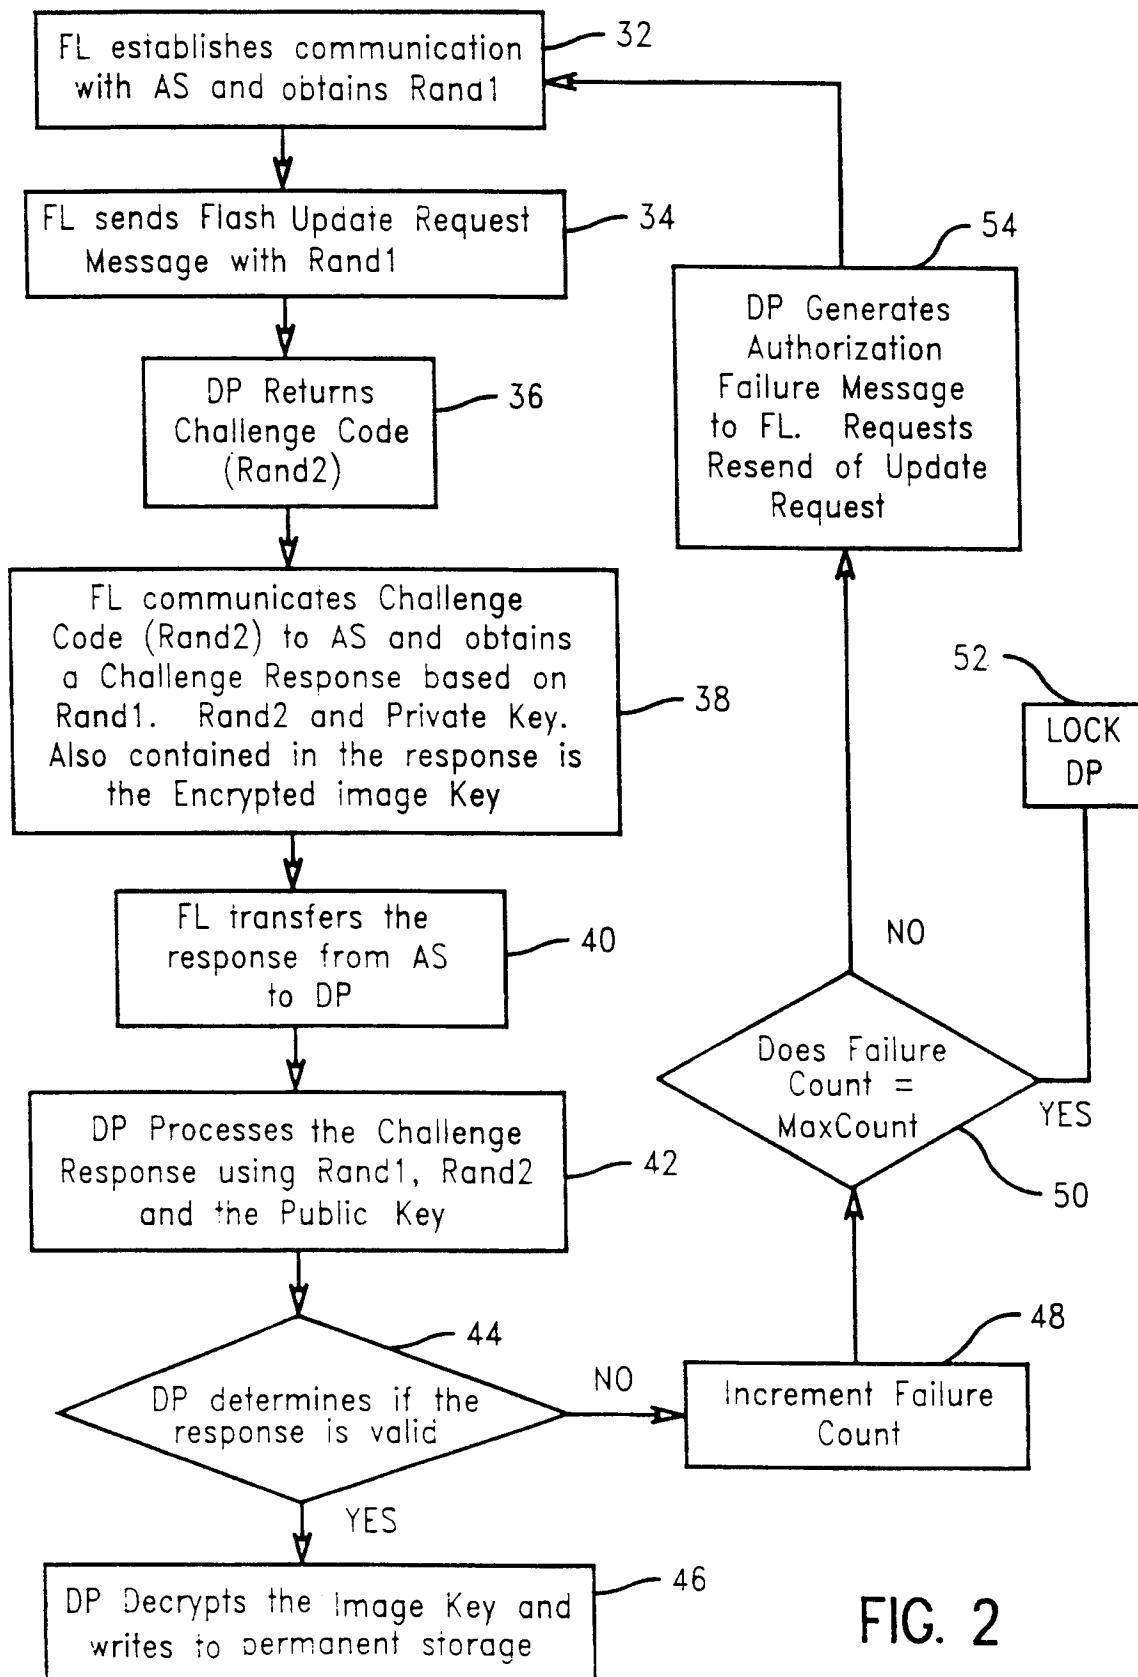 FL establishes communication
with AS and obtains Rand1
32
FL sends Flash Update Request
Message with Rand1
34
DP Returns
Challenge Code
(Rand2)
36
FL communicates Challenge
Code (Rand2) to AS and obtains
a Challenge Response based on
Rand1. Rand2 and Private Key.
Also contained in the response is
the Encrypted image Key
38
FL transfers the
response from AS
to DP
40
DP Processes the Challenge
Response using Rand1, Rand2
and the Public Key
42
DP determines if the
response is valid
44
NO
YES
DP Decrypts the Image Key and
writes to permanent storage
46
Increment Failure
Count
48
Does Failure
Count =
MaxCount
50
NO
YES
LOCK
DP
52
DP Generates
Authorization
Failure Message
to FL. Requests
Resend of Update
Request
54
FIG. 2